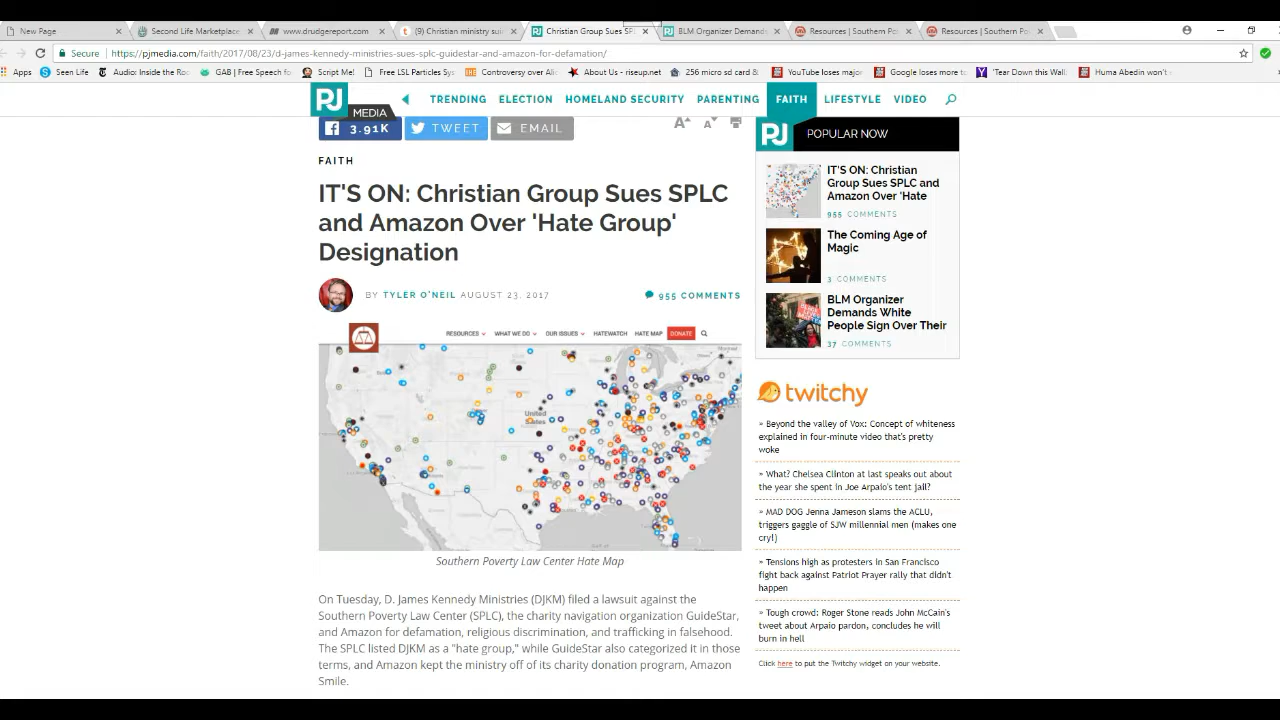 New Page
Second Life Marketplace
www.drudgereport.com
(9) Christian ministry sui
Christian Group Sues SPL
BLM Organizer Demands
Resources | Southern Po
Resources | Southern Po
Secure | https://pjmedia.com/faith/2017/08/23/d-james-kennedy-ministries-sues-splc-guidestar-and-amazon-for-defamation/
Apps
Seen Life
Audio: Inside the Ro
GAB | Free Speech fo
Script Me!
Free LSL Particles Sys
Controversy over Ali
About Us - riseup.net
256 micro sd card &
YouTube loses major
Google loses more t
'Tear Down this Wall
Huma Abedin won't
PJ MEDIA
TRENDING ELECTION HOMELAND SECURITY PARENTING FAITH LIFESTYLE VIDEO
3.91K TWEET EMAIL
A A
FAITH
IT'S ON: Christian Group Sues SPLC
and Amazon Over 'Hate Group'
Designation
BY TYLER O'NEIL AUGUST 23, 2017
955 COMMENTS
RESOURCES WHAT WE DO OUR ISSUES HATEWATCH HATE MAP DONATE
United
States
Southern Poverty Law Center Hate Map
On Tuesday, D. James Kennedy Ministries (DJKM) filed a lawsuit against the
Southern Poverty Law Center (SPLC), the charity navigation organization GuideStar,
and Amazon for defamation, religious discrimination, and trafficking in falsehood.
The SPLC listed DJKM as a "hate group," while GuideStar also categorized it in those
terms, and Amazon kept the ministry off of its charity donation program, Amazon
Smile.
PJ POPULAR NOW
IT'S ON: Christian
Group Sues SPLC and
Amazon Over 'Hate
955 COMMENTS
The Coming Age of
Magic
3 COMMENTS
BLM Organizer
Demands White
People Sign Over Their
37 COMMENTS
twitchy
» Beyond the valley of Vox: Concept of whiteness
explained in four-minute video that's pretty
woke
» What? Chelsea Clinton at last speaks out about
the year she spent in Joe Arpaio's tent jail?
» MAD DOG Jenna Jameson slams the ACLU,
triggers gaggle of SJW millennial men (makes one
cry!)
» Tensions high as protesters in San Francisco
fight back against Patriot Prayer rally that didn't
happen
» Tough crowd: Roger Stone reads John McCain's
tweet about Arpaio pardon, concludes he will
burn in hell
Click here to put the Twitchy widget on your website.